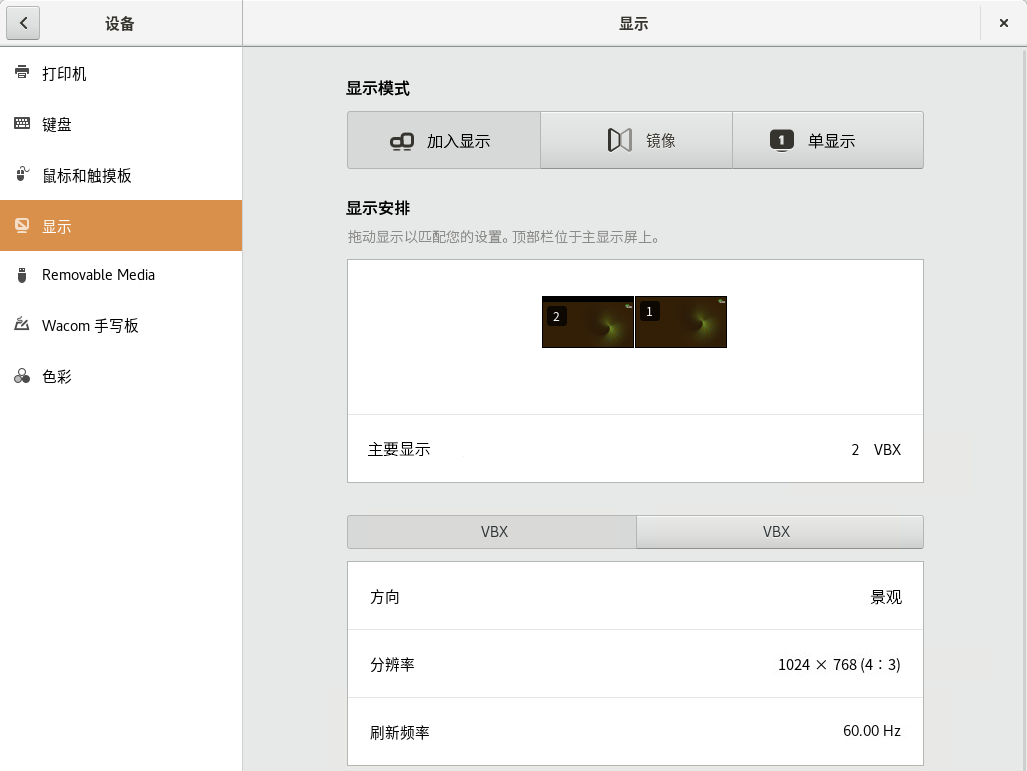 设备
显示
打印机
键盘
鼠标和触摸板
显示
Removable Media
Wacom 手写板
色彩
显示模式
加入显示
镜像
1
单显示
显示安排
拖动显示以匹配您的设置。顶部栏位于主显示屏上。
2
1
主要显示
2 VBX
VBX
VBX
方向
景观
分辨率
1024 × 768 (4∶3)
刷新频率
60.00 Hz